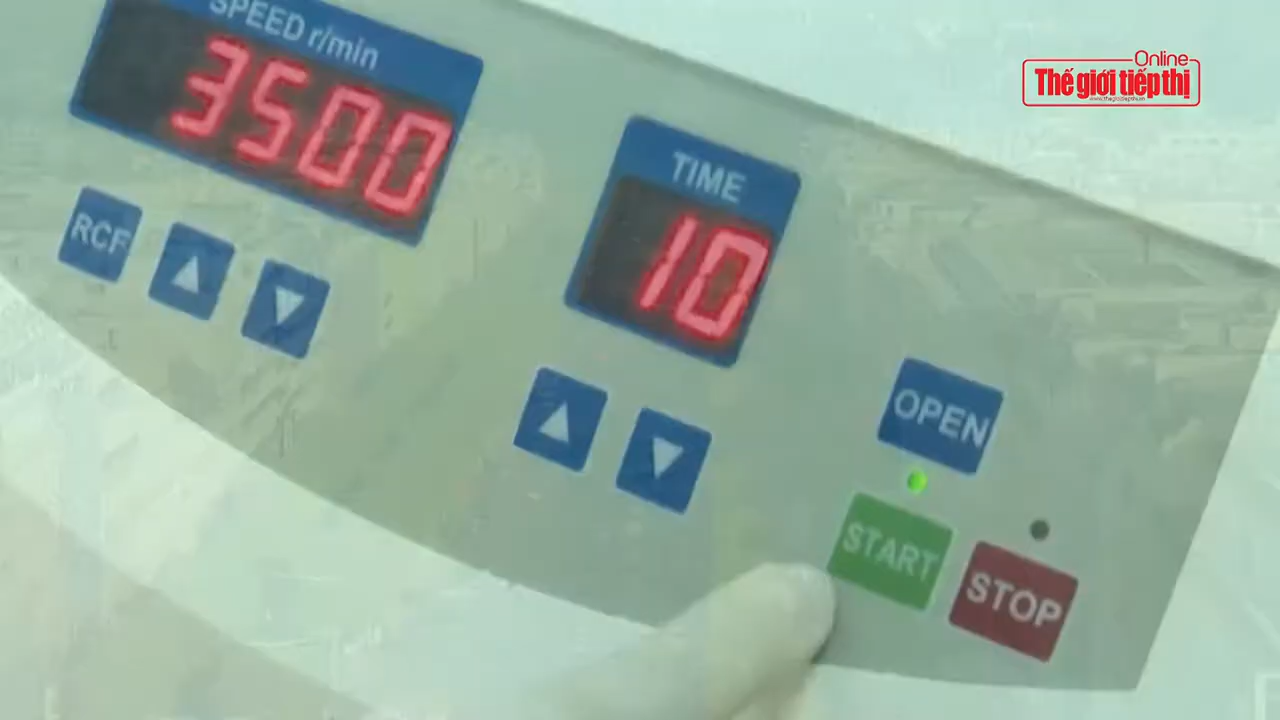 SPEED r/min
3500
RCF
TIME
10
OPEN
START
STOP
Online
Thế giới tiếp thị